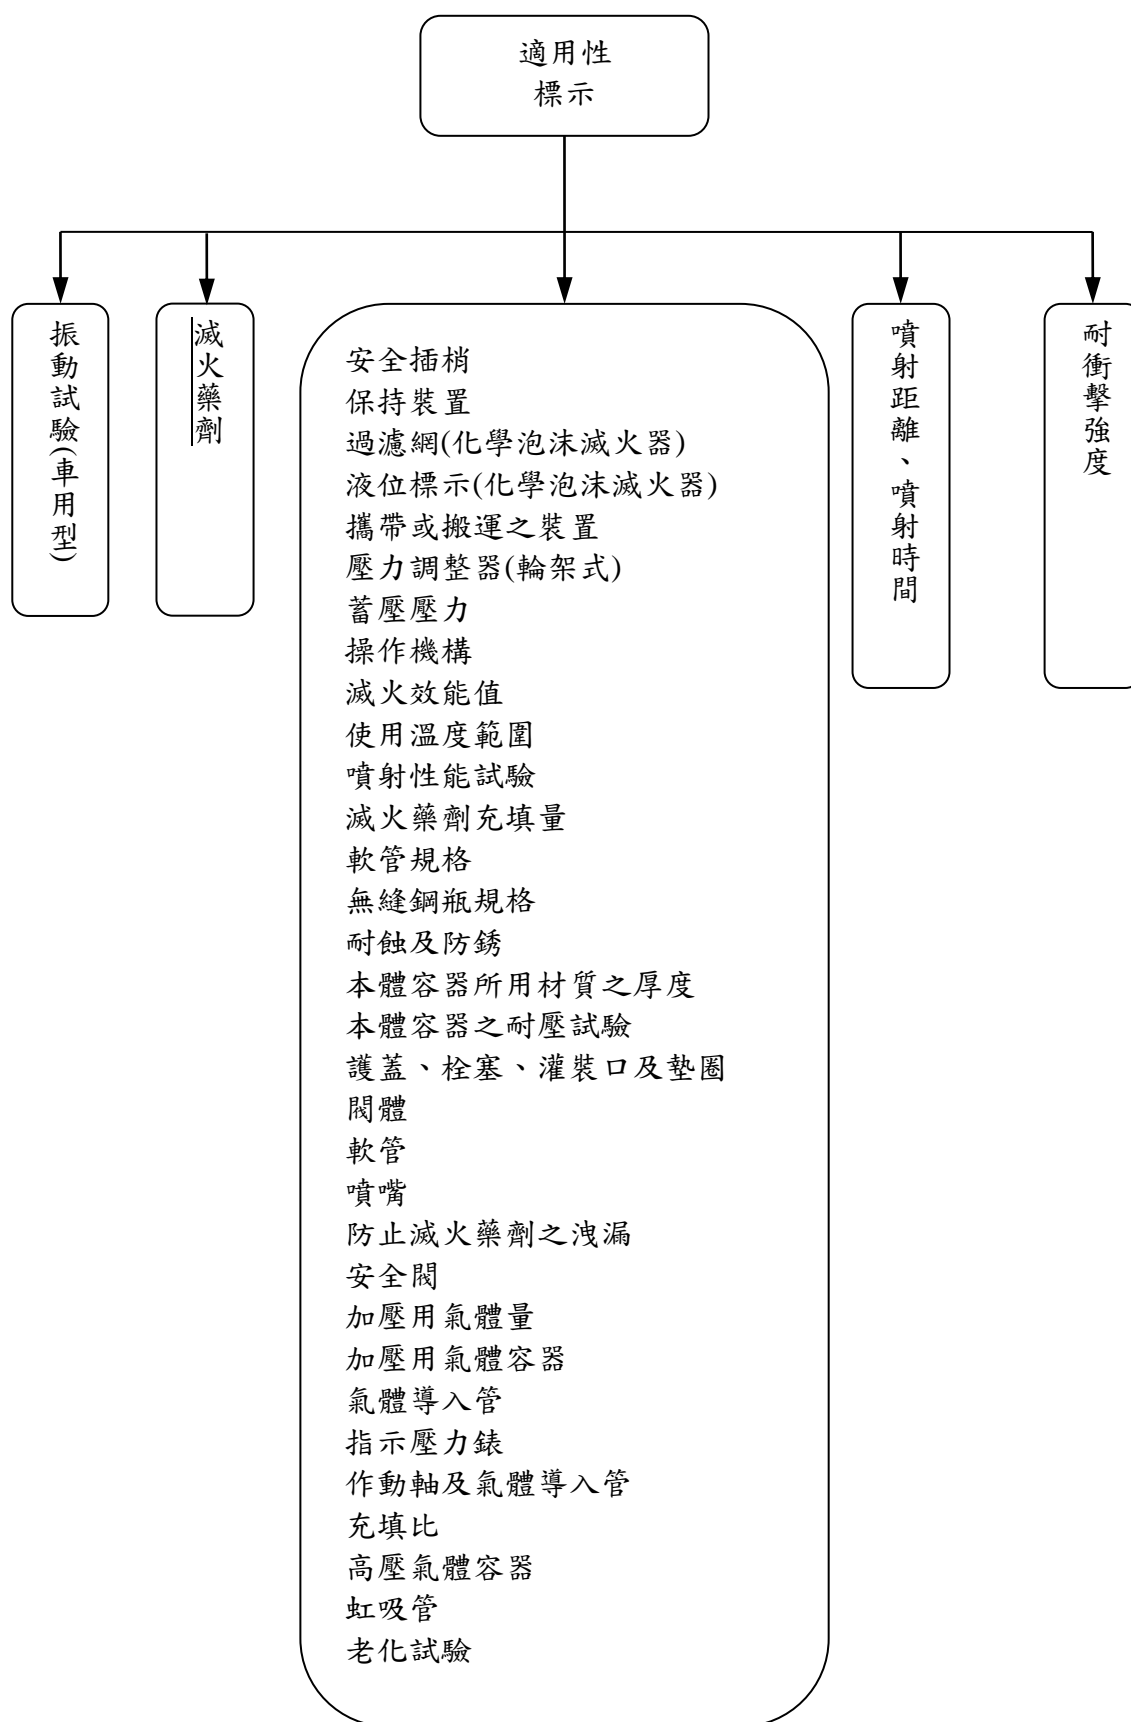 適用性
標示
振動試驗(車用型)
滅火藥劑
安全插梢
保持裝置
過濾網(化學泡沫滅火器)
液位標示(化學泡沫滅火器)
攜帶或搬運之裝置
壓力調整器(輪架式)
蓄壓壓力
操作機構
滅火效能值
使用溫度範圍
噴射性能試驗
滅火藥劑充填量
軟管規格
無縫鋼瓶規格
耐蝕及防銹
本體容器所用材質之厚度
本體容器之耐壓試驗
護蓋、栓塞、灌裝口及墊圈
閥體
軟管
噴嘴
防止滅火藥劑之洩漏
安全閥
加壓用氣體量
加壓用氣體容器
氣體導入管
指示壓力錶
作動軸及氣體導入管
充填比
高壓氣體容器
虹吸管
老化試驗
噴射距離、噴射時間
耐衝擊強度